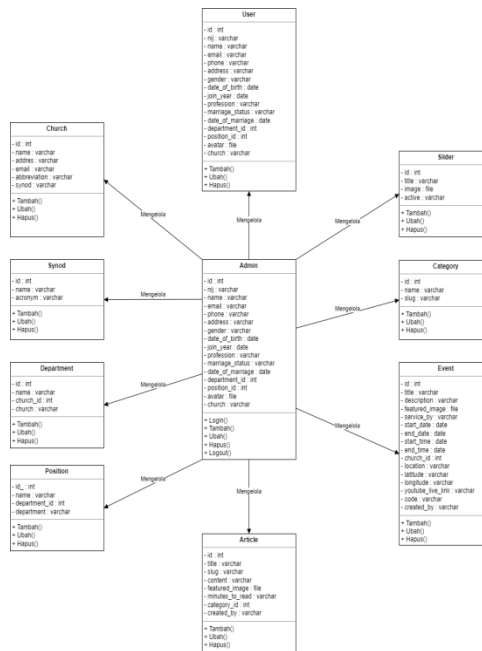 User
- id : int
- nij : varchar
- name : varchar
- email : varchar
- phone : varchar
- address : varchar
- gender : varchar
- date_of_birth : date
- join_year : date
- profession : varchar
- marriage_status : varchar
- date_of_marriage : date
- department_id : int
- position_id : int
- avatar : file
- church : varchar
+ Tambah()
+ Ubah()
+ Hapus()
Church
- id : int
- name : varchar
- addres : varchar
- email : varchar
- abbreviation : varchar
- synod : varchar
+ Tambah()
+ Ubah()
+ Hapus()
Slider
- id : int
- title : varchar
- image : file
- active : varchar
+ Tambah()
+ Ubah()
+ Hapus()
Mengelola
Mengelola
Mengelola
Synod
- id : int
- name : varchar
- acronym : varchar
+ Tambah()
+ Ubah()
+ Hapus()
Mengelola
Admin
- id : int
- nij : varchar
- name : varchar
- email : varchar
- phone : varchar
- address : varchar
- gender : varchar
- date_of_birth : date
- join_year : date
- profession : varchar
- marriage_status : varchar
- date_of_marriage : date
- department_id : int
- position_id : int
- avatar : file
- church : varchar
+ Login()
+ Tambah()
+ Ubah()
+ Hapus()
+ Logout()
Mengelola
Category
- id : int
- name : varchar
- slug : varchar
+ Tambah()
+ Ubah()
+ Hapus()
Department
- id : int
- name : varchar
- church_id : int
- church : varchar
+ Tambah()
+ Ubah()
+ Hapus()
Mengelola
Mengelola
Event
- id : int
- title : varchar
- description : varchar
- featured_image : file
- service_by : varchar
- start_date : date
- end_date : date
- start_time : date
- end_time : date
- church_id : int
- location : varchar
- latitude : varchar
- longitude : varchar
- youtube_live_link : varchar
- code : varchar
- created_by : varchar
+ Tambah()
+ Ubah()
+ Hapus()
Position
- id_ : int
- name : varchar
- department_id : int
- department : varchar
+ Tambah()
+ Ubah()
+ Hapus()
Mengelola
Mengelola
Article
- id : int
- title : varchar
- slug : varchar
- content : varchar
- featured_image : file
- minutes_to_read : varchar
- category_id : int
- created_by : varchar
+ Tambah()
+ Ubah()
+ Hapus()